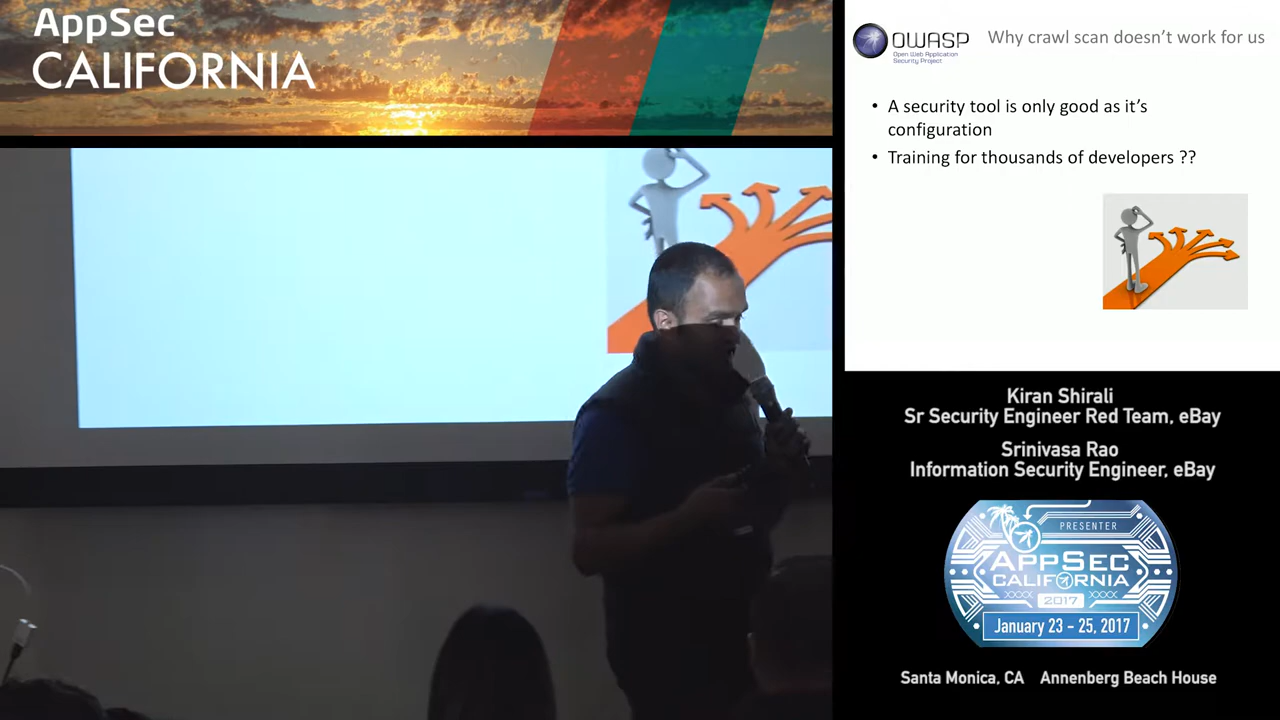 AppSec
CALIFORNIA
OWASP
Open Web Application
Security Project
Why crawl scan doesn't work for us
• A security tool is only good as it's
configuration
• Training for thousands of developers ??
Kiran Shirali
Sr Security Engineer Red Team, eBay
Srinivasa Rao
Information Security Engineer, eBay
PRESENTER
APPSEC
CALIFORNIA
2017
January 23 - 25, 2017
Santa Monica, CA Annenberg Beach House